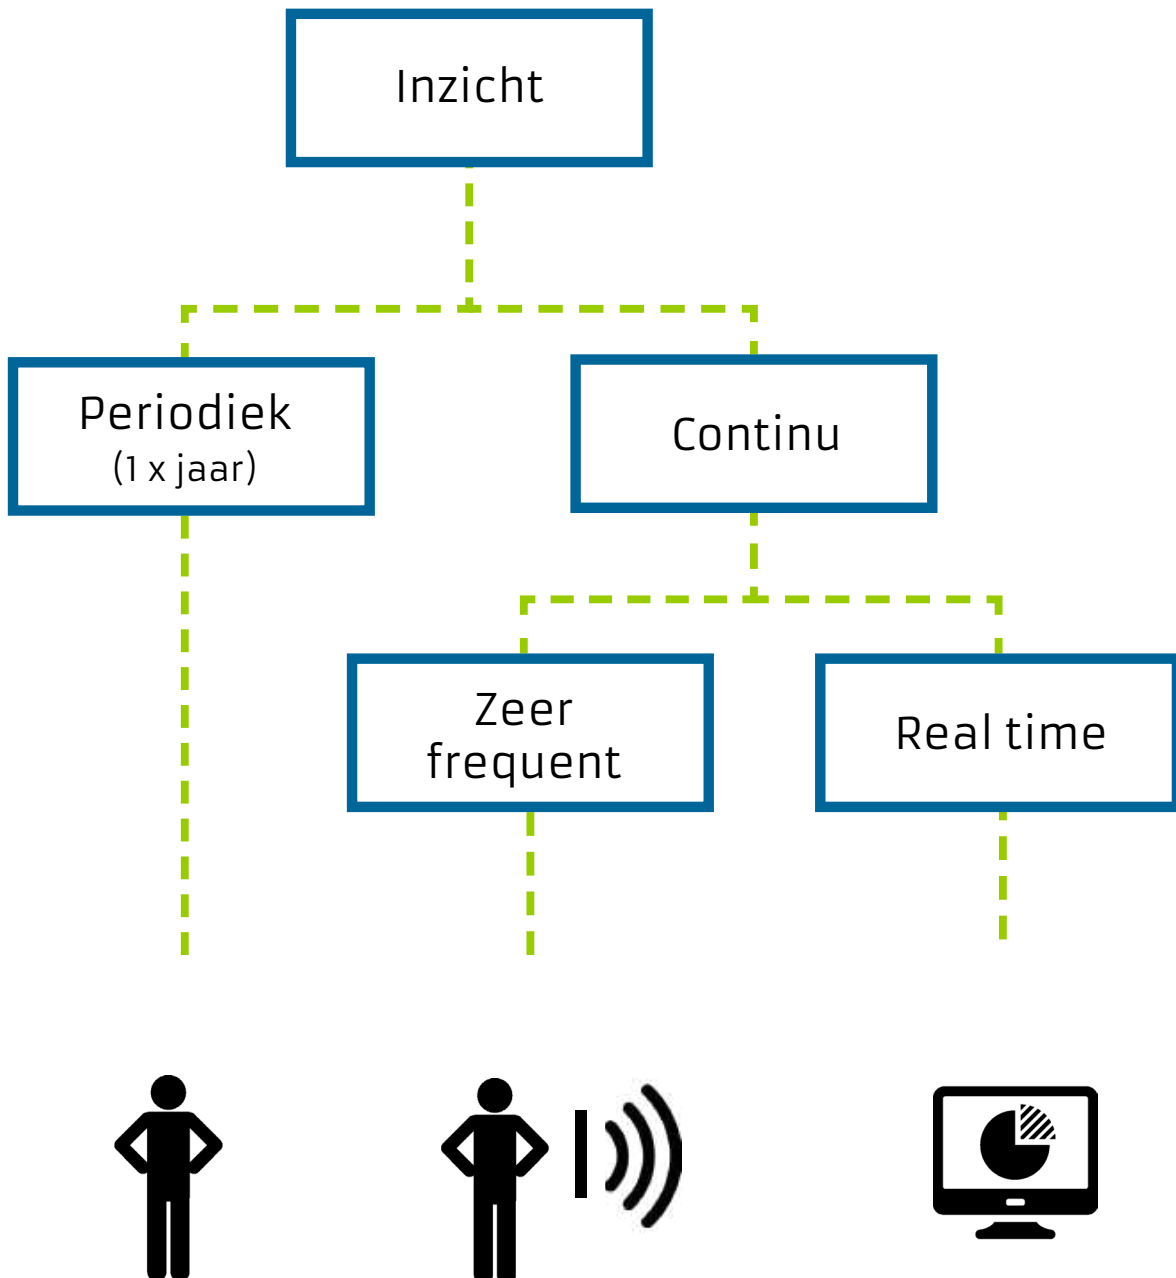 Inzicht
Periodiek
(1 x jaar)
Continu
Zeer
frequent
Real time